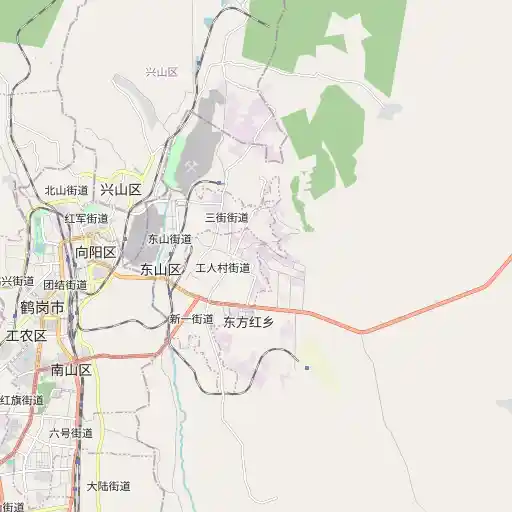 兴山区
北山街道
兴山区
红军街道
三街街道
东山街道
向阳区
东山区
工人村街道
兴街道
团结街道
鹤岗市
新一街道
东方红乡
工农区
南山区
红旗街道
六号街道
大陆街道
街道